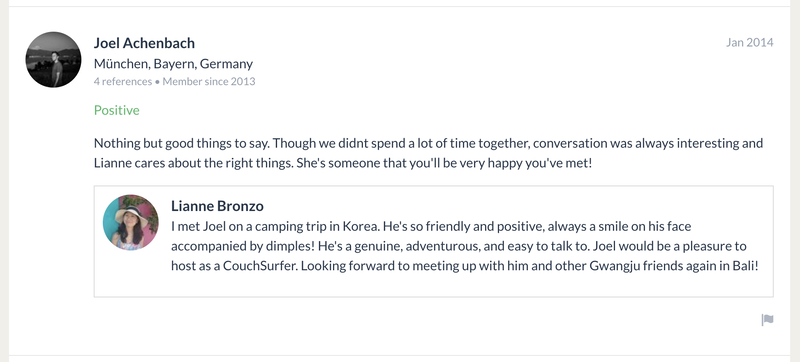 Joel Achenbach
Jan 2014
München, Bayern, Germany
4 references • Member since 2013
Positive
Nothing but good things to say. Though we didnt spend a lot of time together, conversation was always interesting and
Lianne cares about the right things. She's someone that you'll be very happy you've met!
Lianne Bronzo
I met Joel on a camping trip in Korea. He's so friendly and positive, always a smile on his face
accompanied by dimples! He's a genuine, adventurous, and easy to talk to. Joel would be a pleasure to
host as a CouchSurfer. Looking forward to meeting up with him and other Gwangju friends again in Bali!